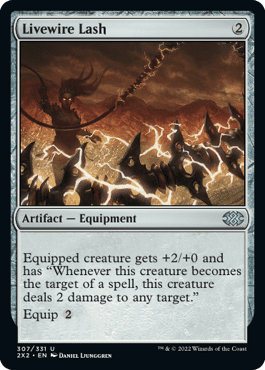 Livewire Lash 2
Artifact — Equipment
Equipped creature gets +2/+0 and
has “Whenever this creature becomes
the target of a spell, this creature
deals 2 damage to any target.”
Equip 2
307/331 U
2X2 • EN Daniel Ljunggren
™ & © 2022 Wizards of the Coast